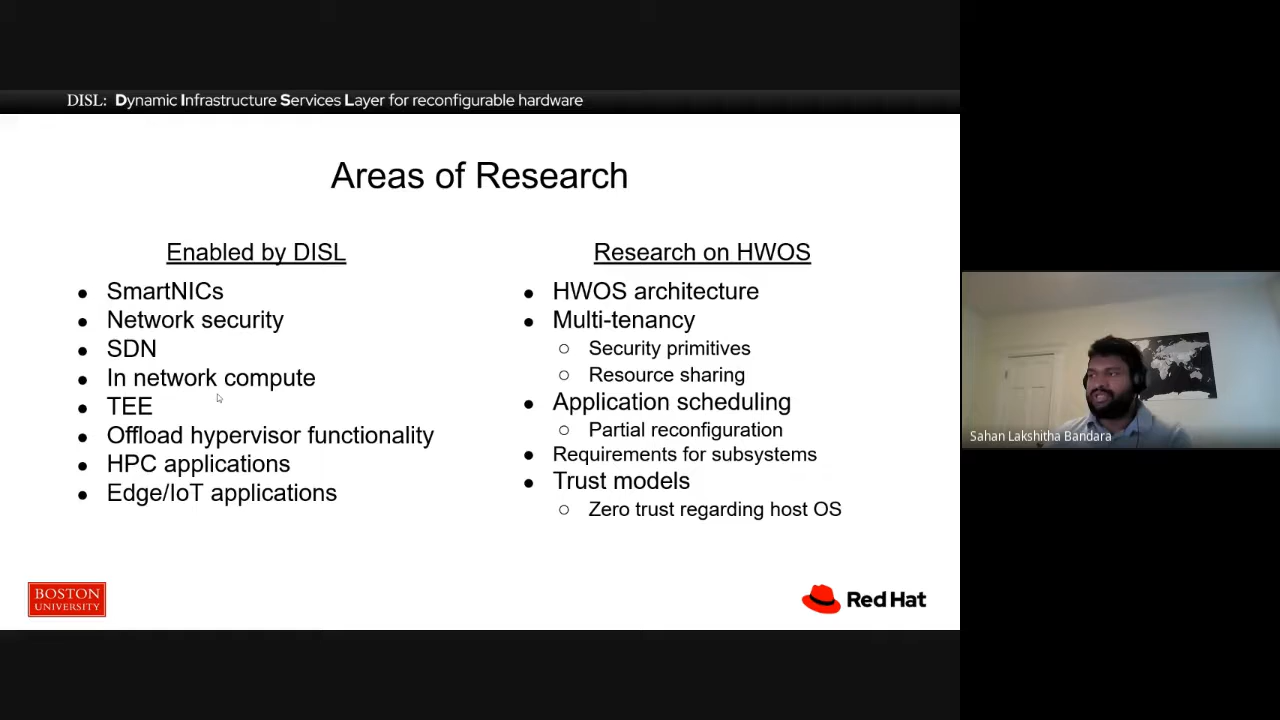 DISL: Dynamic Infrastructure Services Layer for reconfigurable hardware
Areas of Research
Enabled by DISL
SmartNICs
Network security
SDN
In network compute
TEE
Offload hypervisor functionality
HPC applications
Edge/IoT applications
Research on HWOS
HWOS architecture
Multi-tenancy
Security primitives
Resource sharing
Application scheduling
Partial reconfiguration
Requirements for subsystems
Trust models
Zero trust regarding host OS
BOSTON
UNIVERSITY
Red Hat
Sahan Lakshitha Bandara